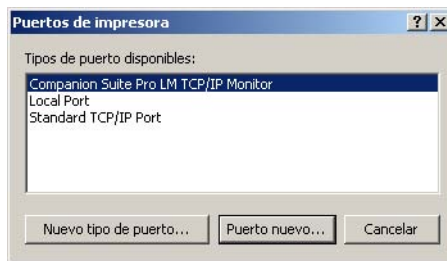 Puertos de impresora
Tipos de puerto disponibles:
Companion Suite Pro LM TCP/IP Monitor
Local Port
Standard TCP/IP Port
Nuevo tipo de puerto... Puerto nuevo... Cancelar